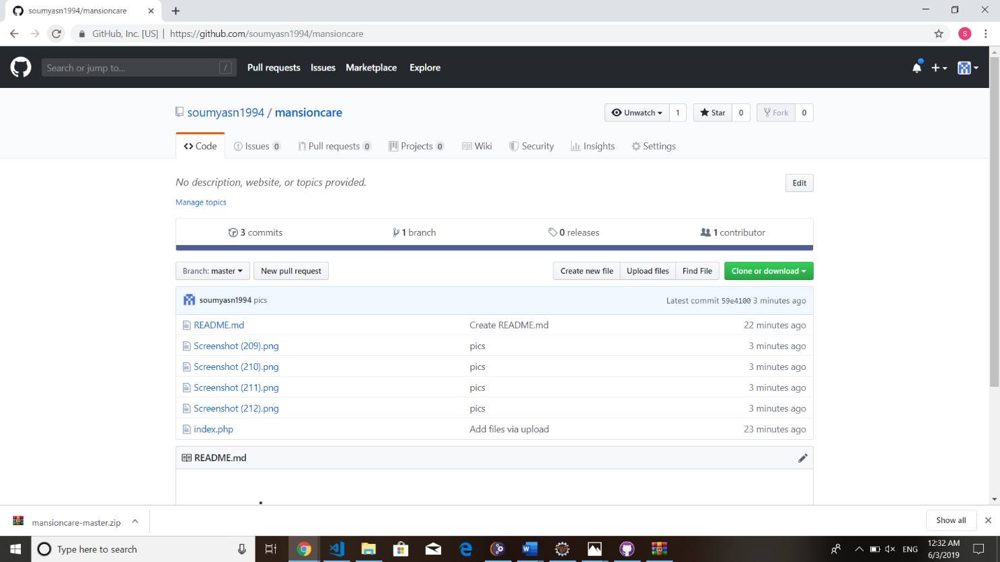 soumyasn1994/mansioncare
GitHub, Inc. [US] | https://github.com/soumyasn1994/mansioncare
S
Search or jump to... /
Pull requests Issues Marketplace Explore
soumyasn1994 / mansioncare
Unwatch 1 Star 0 Fork 0
Code Issues 0 Pull requests 0 Projects 0 Wiki Security Insights Settings
No description, website, or topics provided.
Edit
Manage topics
3 commits 1 branch 0 releases 1 contributor
Branch: master New pull request Create new file Upload files Find File Clone or download
soumyasn1994 pics Latest commit 59e4100 3 minutes ago
README.md Create README.md 22 minutes ago
Screenshot (209).png pics 3 minutes ago
Screenshot (210).png pics 3 minutes ago
Screenshot (211).png pics 3 minutes ago
Screenshot (212).png pics 3 minutes ago
index.php Add files via upload 23 minutes ago
README.md
mansioncare-master.zip Show all
Type here to search
ENG
12:32 AM
6/3/2019